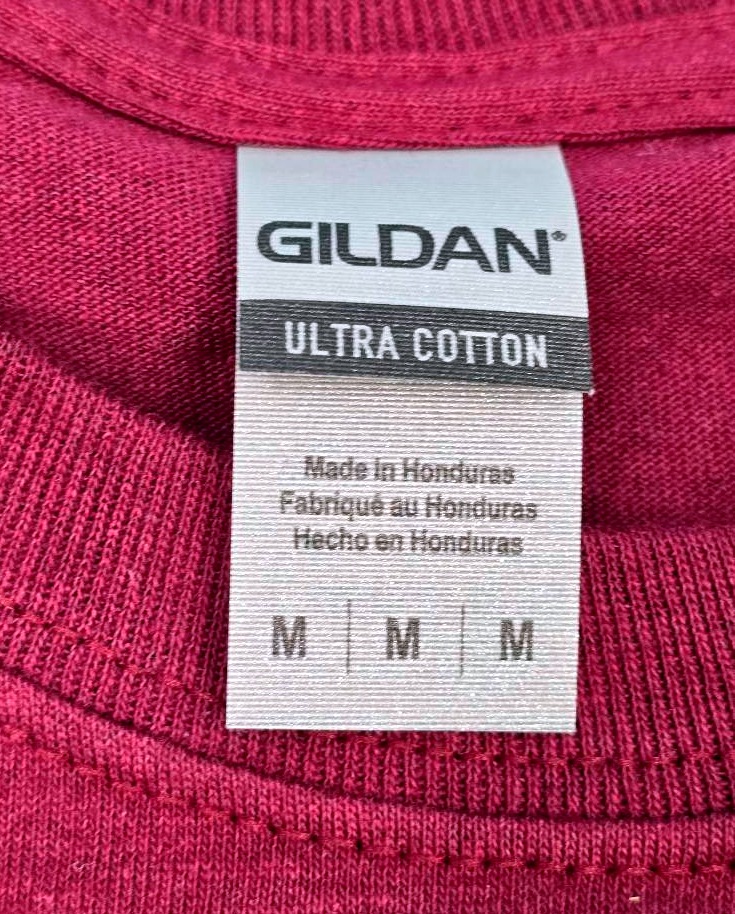 GILDAN®
ULTRA COTTON
Made in Honduras
Fabriqué au Honduras
Hecho en Honduras
M | M | M